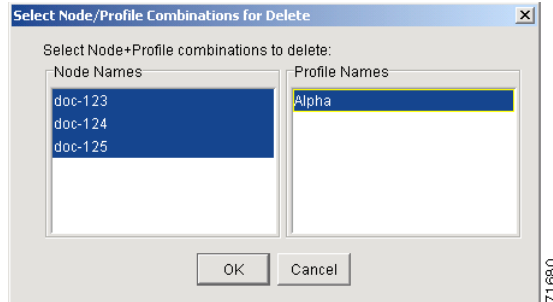 Select Node/Profile Combinations for Delete
Select Node+Profile combinations to delete:
Node Names
doc-123
doc-124
doc-125
Profile Names
Alpha
OK
Cancel
71680